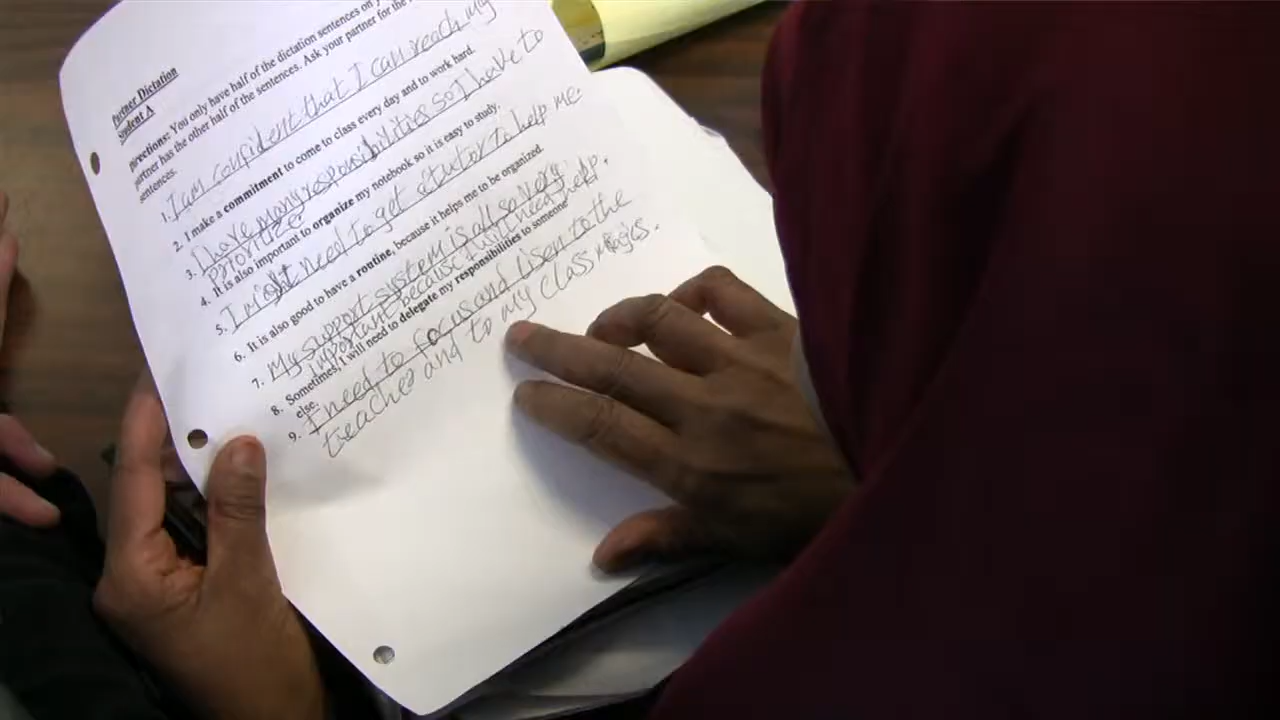 Partner Dictation
Student A
Directions: You only have half of the dictation sentences on
partner has the other half of the sentences. Ask your partner for the
sentences.
1. I am confident that I can reach my
2. I make a commitment to come to class every day and to work hard.
3. I have many responsibilities so I have to
prioritize
4. It is also important to organize my notebook so it is easy to study.
5. I might need to get a tutor to help me.
6. It is also good to have a routine, because it helps me to be organized.
7. My support system is all so very
important because I will need help.
8. Sometimes, I will need to delegate my responsibilities to someone
else.
9. I need to focus and lisen to the
teacher and to my class